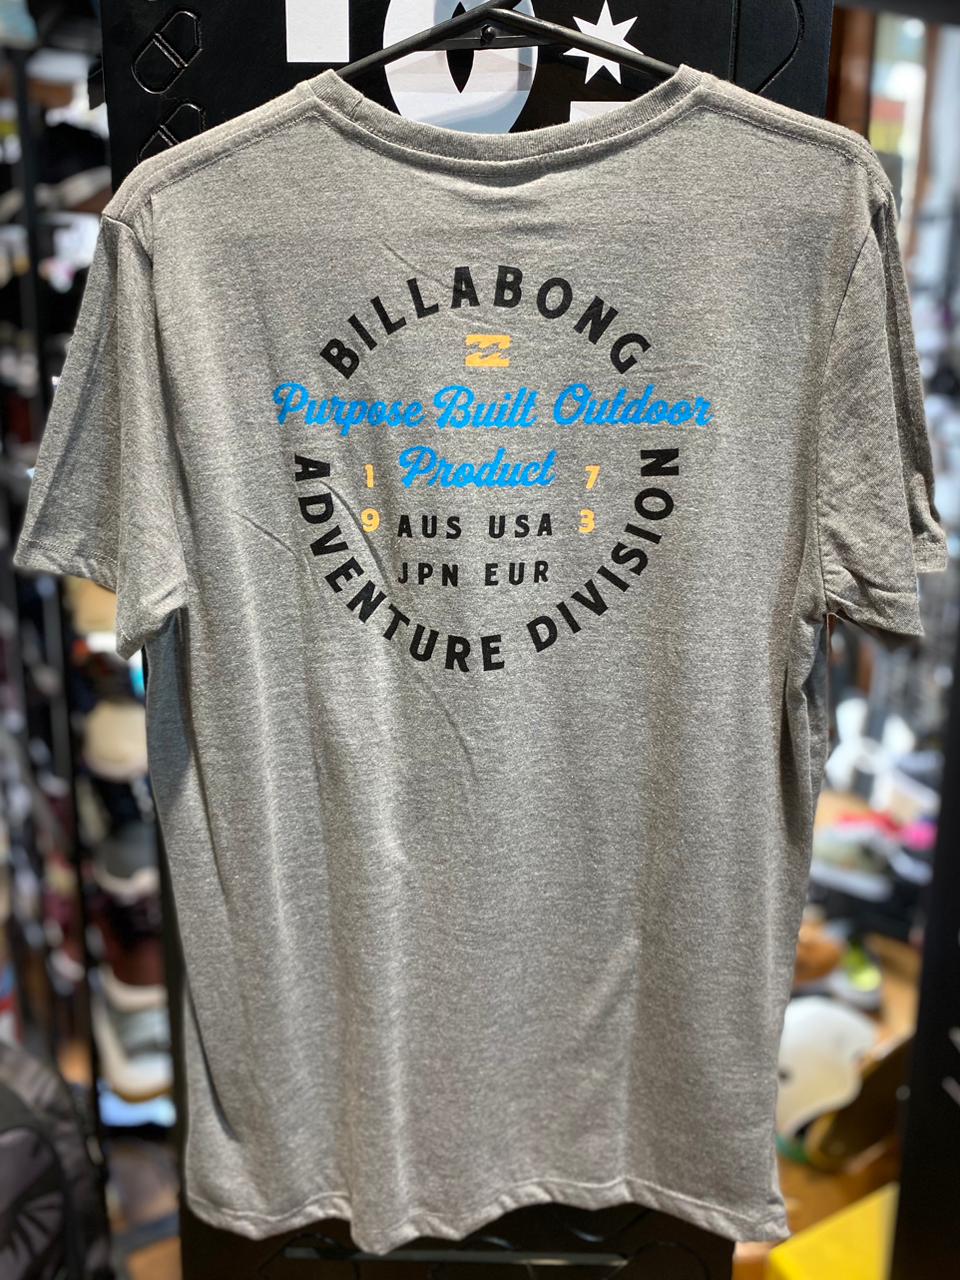 BILLABONG
Purpose Built Outdoor
Product
1 7
9 AUS USA 3
JPN EUR
ADVENTURE DIVISION